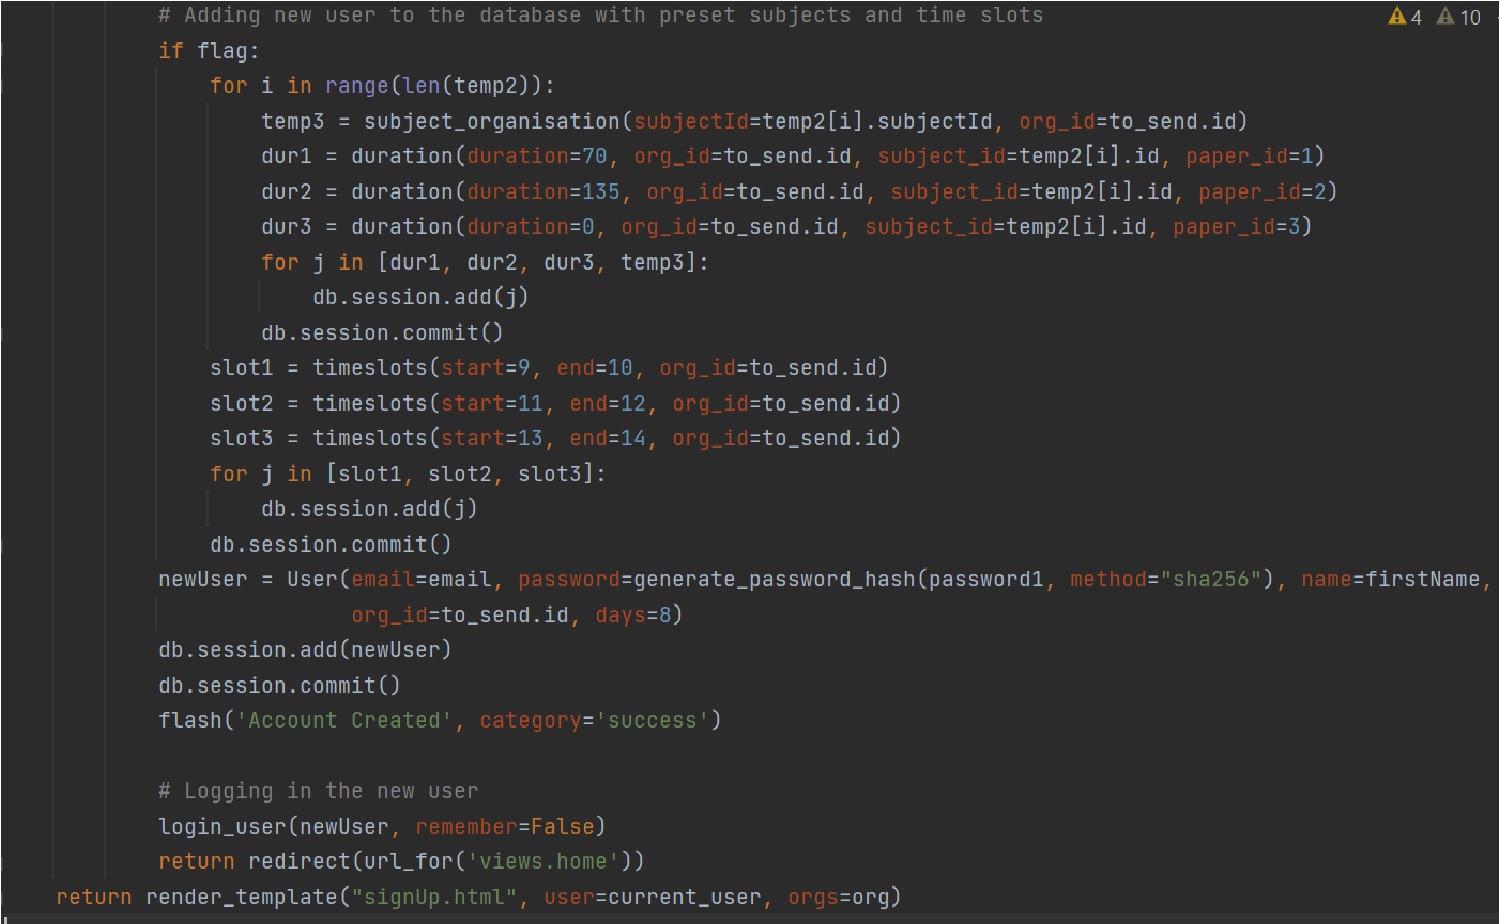 # Adding new user to the database with preset subjects and time slots
4 10
if flag:
for i in range(len(temp2)):
temp3 = subject_organisation(subjectId=temp2[i].subjectId, org_id=to_send.id)
dur1 = duration(duration=70, org_id=to_send.id, subject_id=temp2[i].id, paper_id=1)
dur2 = duration(duration=135, org_id=to_send.id, subject_id=temp2[i].id, paper_id=2)
dur3 = duration(duration=0, org_id=to_send.id, subject_id=temp2[i].id, paper_id=3)
for j in [dur1, dur2, dur3, temp3]:
db.session.add(j)
db.session.commit()
slot1 = timeslots(start=9, end=10, org_id=to_send.id)
slot2 = timeslots(start=11, end=12, org_id=to_send.id)
slot3 = timeslots(start=13, end=14, org_id=to_send.id)
for j in [slot1, slot2, slot3]:
db.session.add(j)
db.session.commit()
newUser = User(email=email, password=generate_password_hash(password1, method="sha256"), name=firstName,
org_id=to_send.id, days=8)
db.session.add(newUser)
db.session.commit()
flash('Account Created', category='success')
# Logging in the new user
login_user(newUser, remember=False)
return redirect(url_for('views.home'))
return render_template("signUp.html", user=current_user, orgs=org)